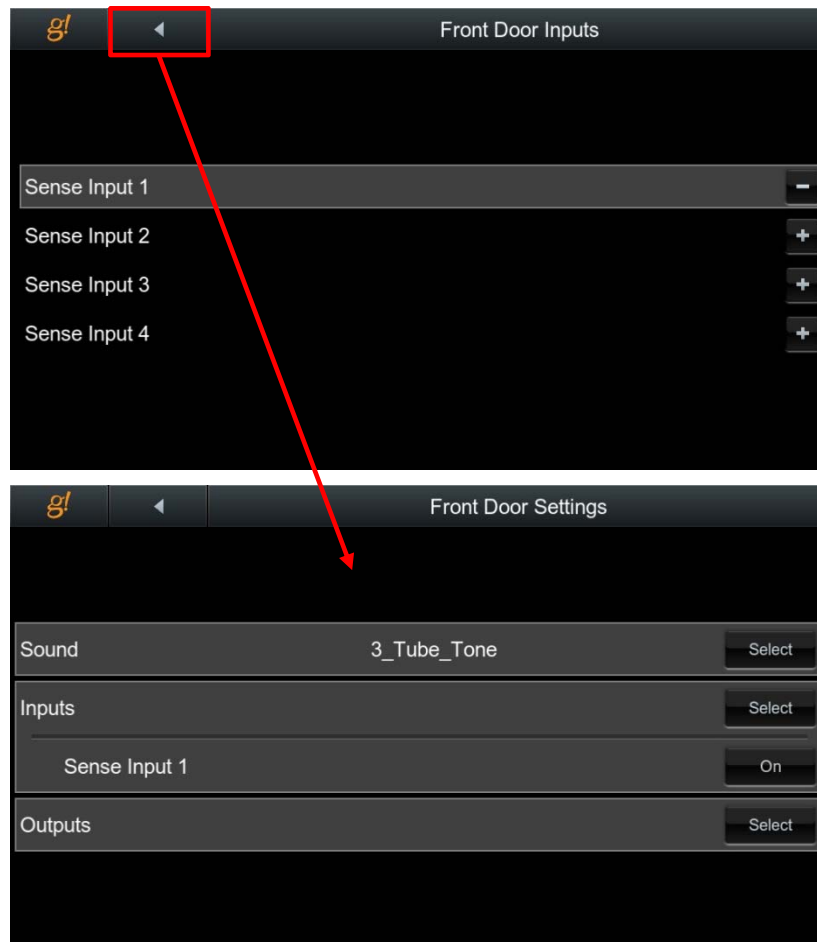 g! Front Door Inputs
Sense Input 1 -
Sense Input 2 +
Sense Input 3 +
Sense Input 4 +
g! Front Door Settings
Sound 3_Tube_Tone Select
Inputs Select
Sense Input 1 On
Outputs Select